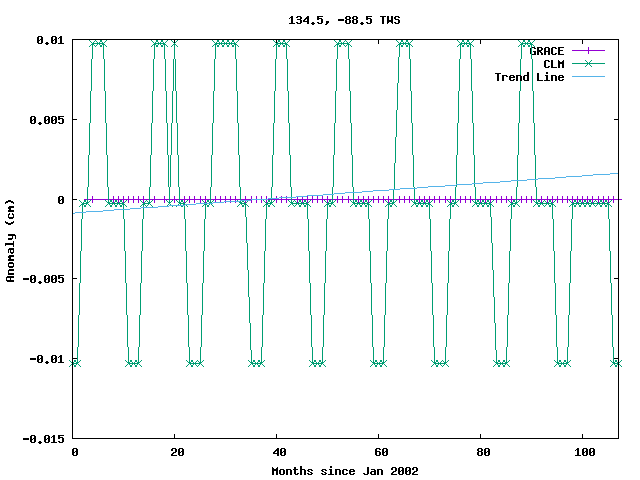 134.5, -88.5 TWS
GRACE
CLM
Trend Line
0.01
0.005
0
-0.005
-0.01
-0.015
Anomaly (cm)
0 20 40 60 80 100
Months since Jan 2002